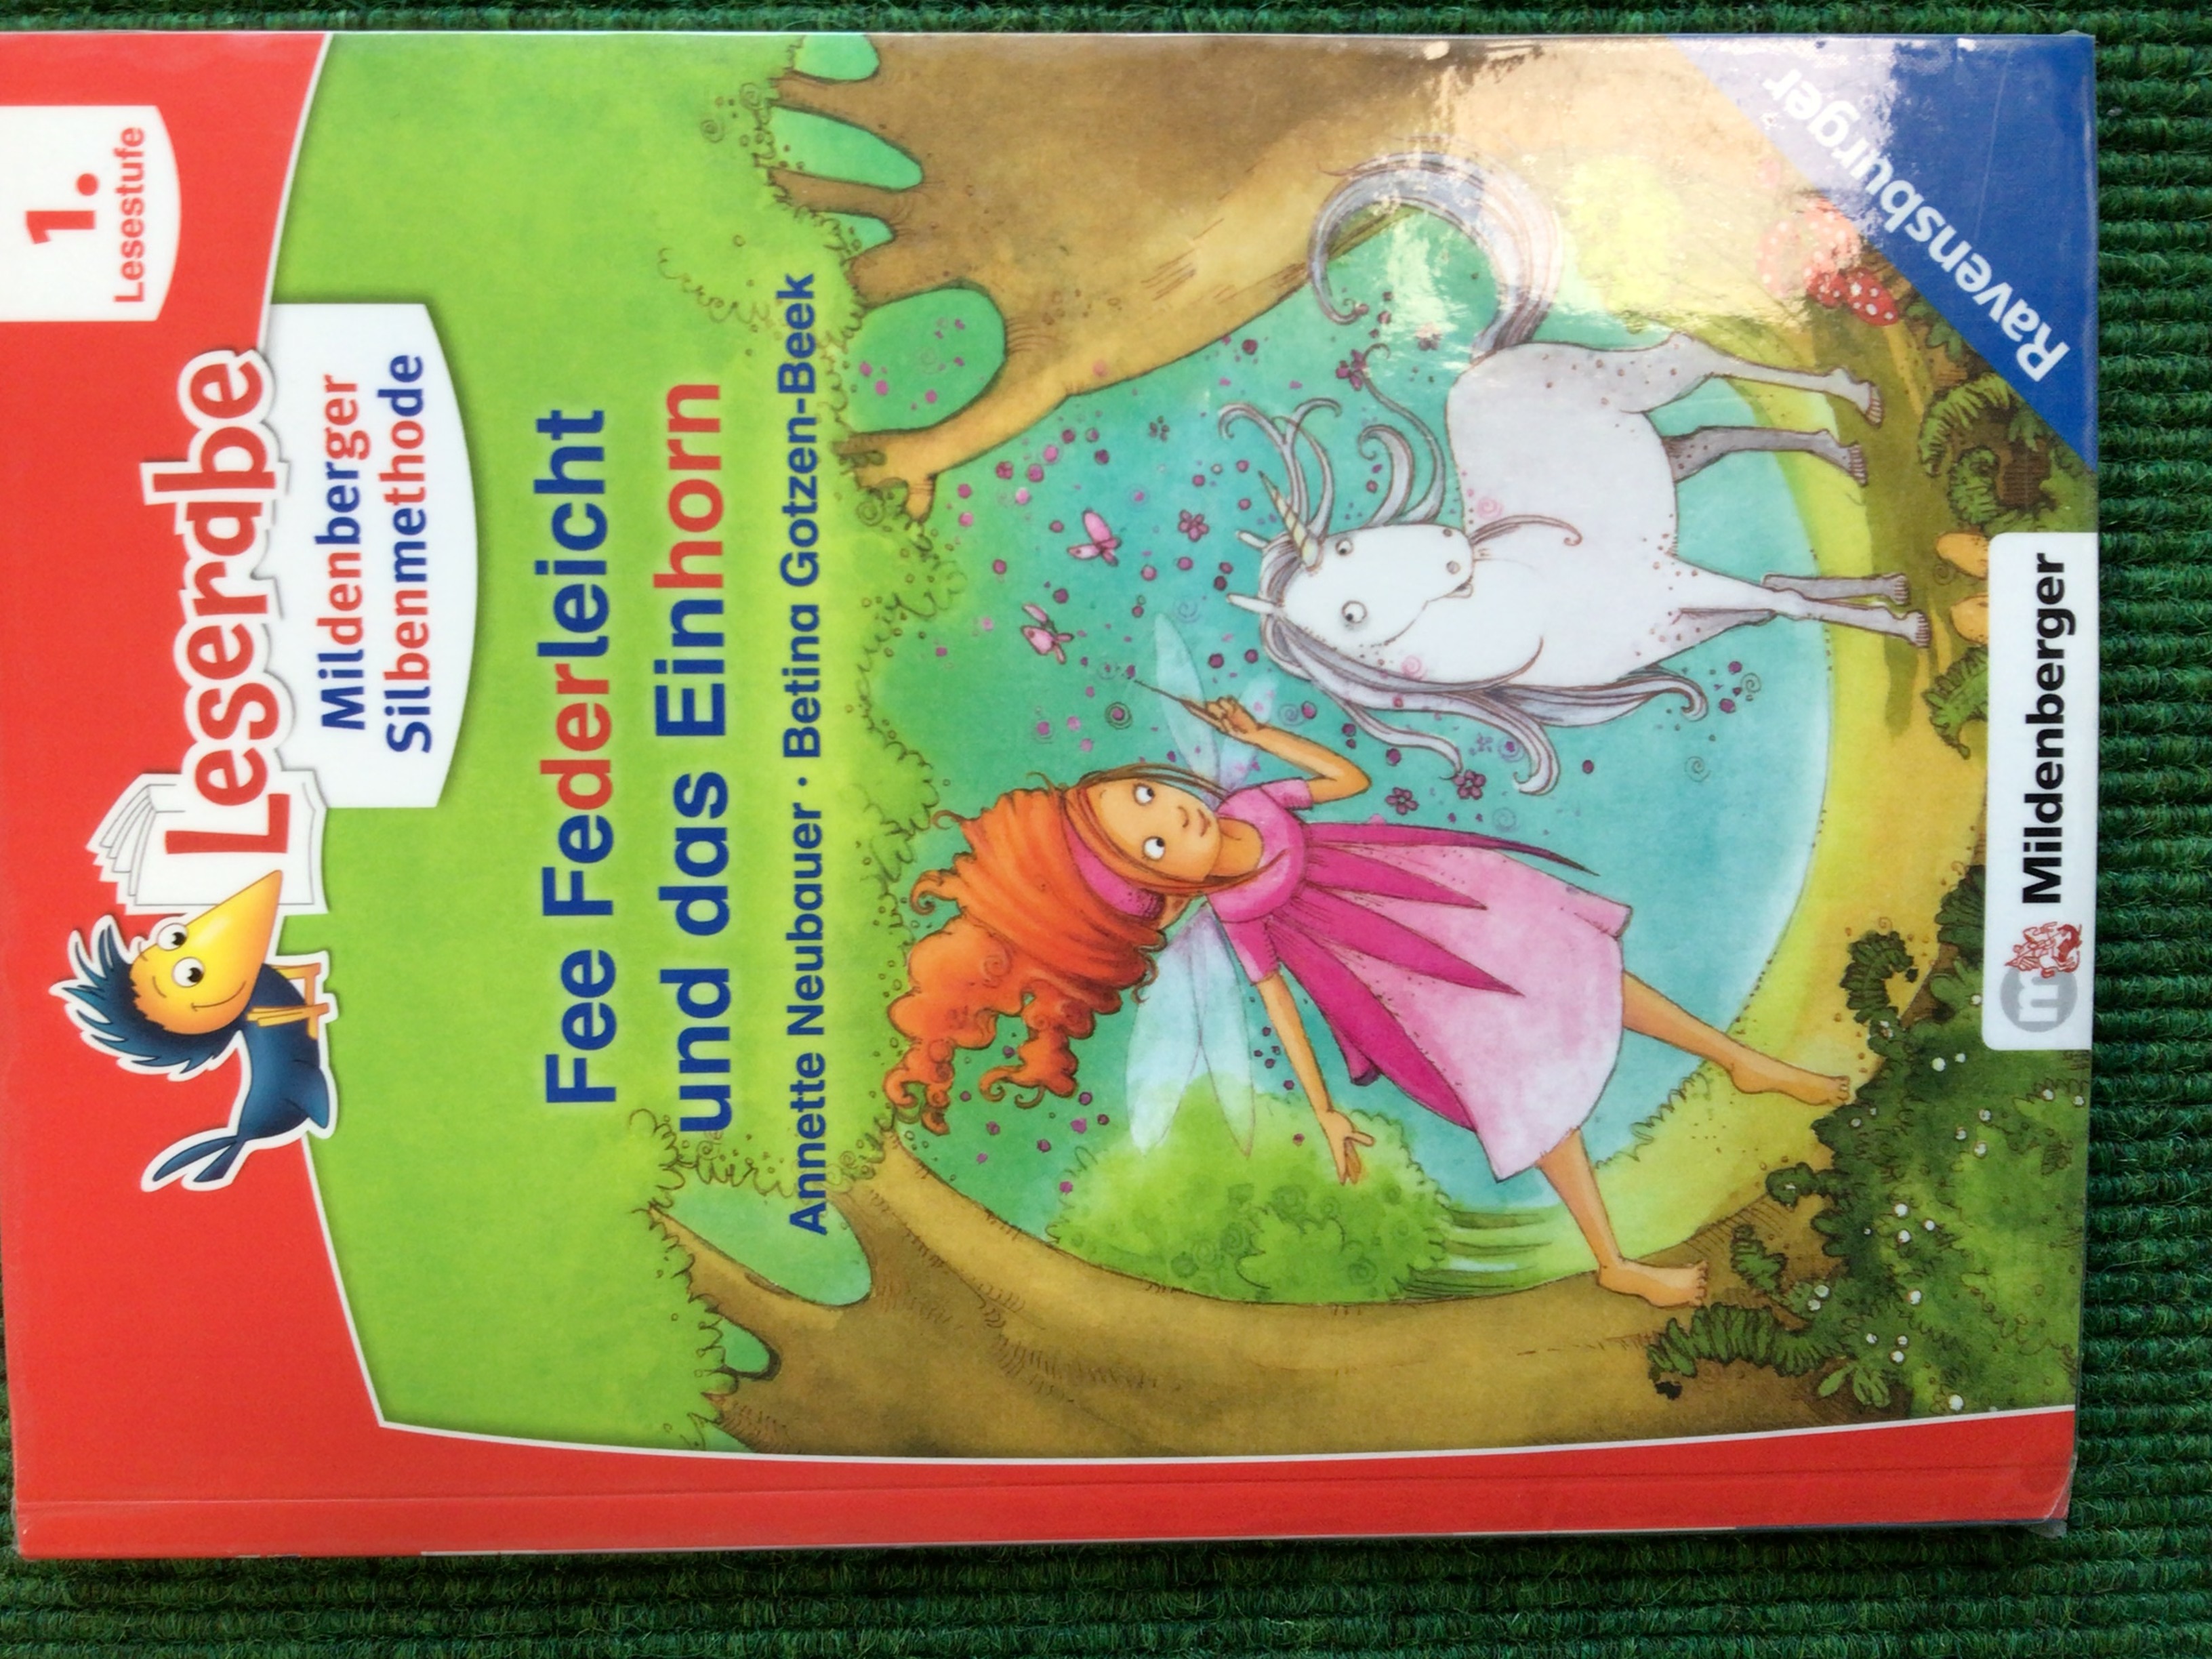 1.
Lesestufe
Leserabe
Mildenberger
Silbenmethode
Fee Federleicht
und das Einhorn
Annette Neubauer · Betina Gotzen-Beek
Ravensburger
m Mildenberger